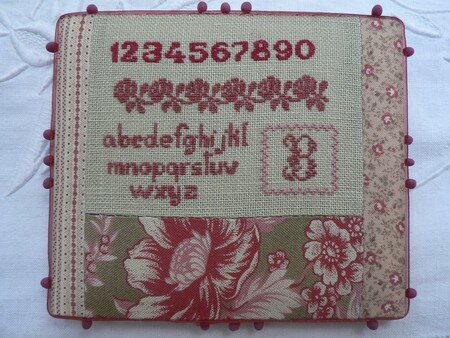 1234567890
abcdefghijkl
mnopqrstuv
wxyz
B